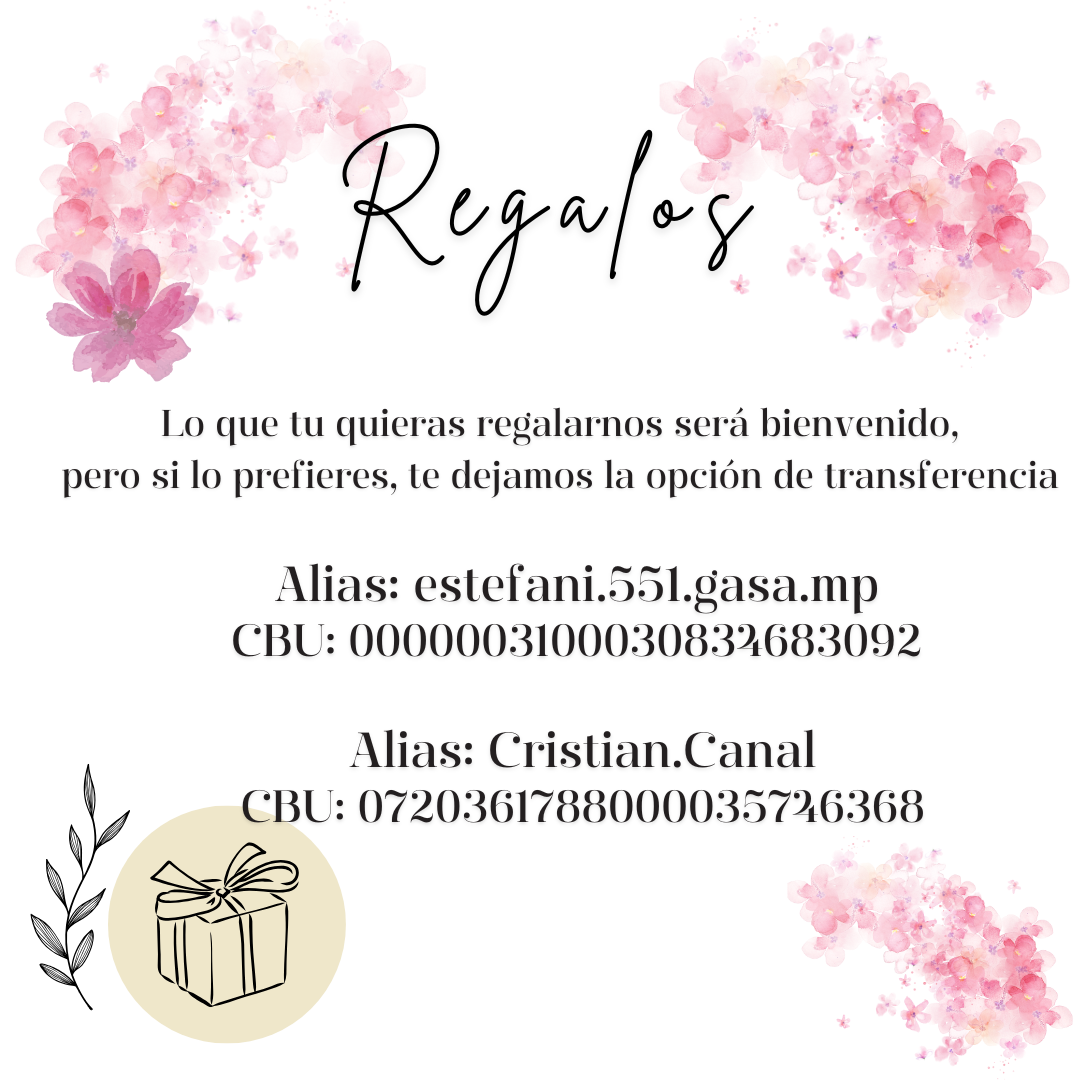 Regalos
Lo que tu quieras regalarnos será bienvenido,
pero si lo prefieres, te dejamos la opción de transferencia
Alias: estefani.551.gasa.mp
CBU: 0000003100030834683092
Alias: Cristian.Canal
CBU: 0720361788000035746368